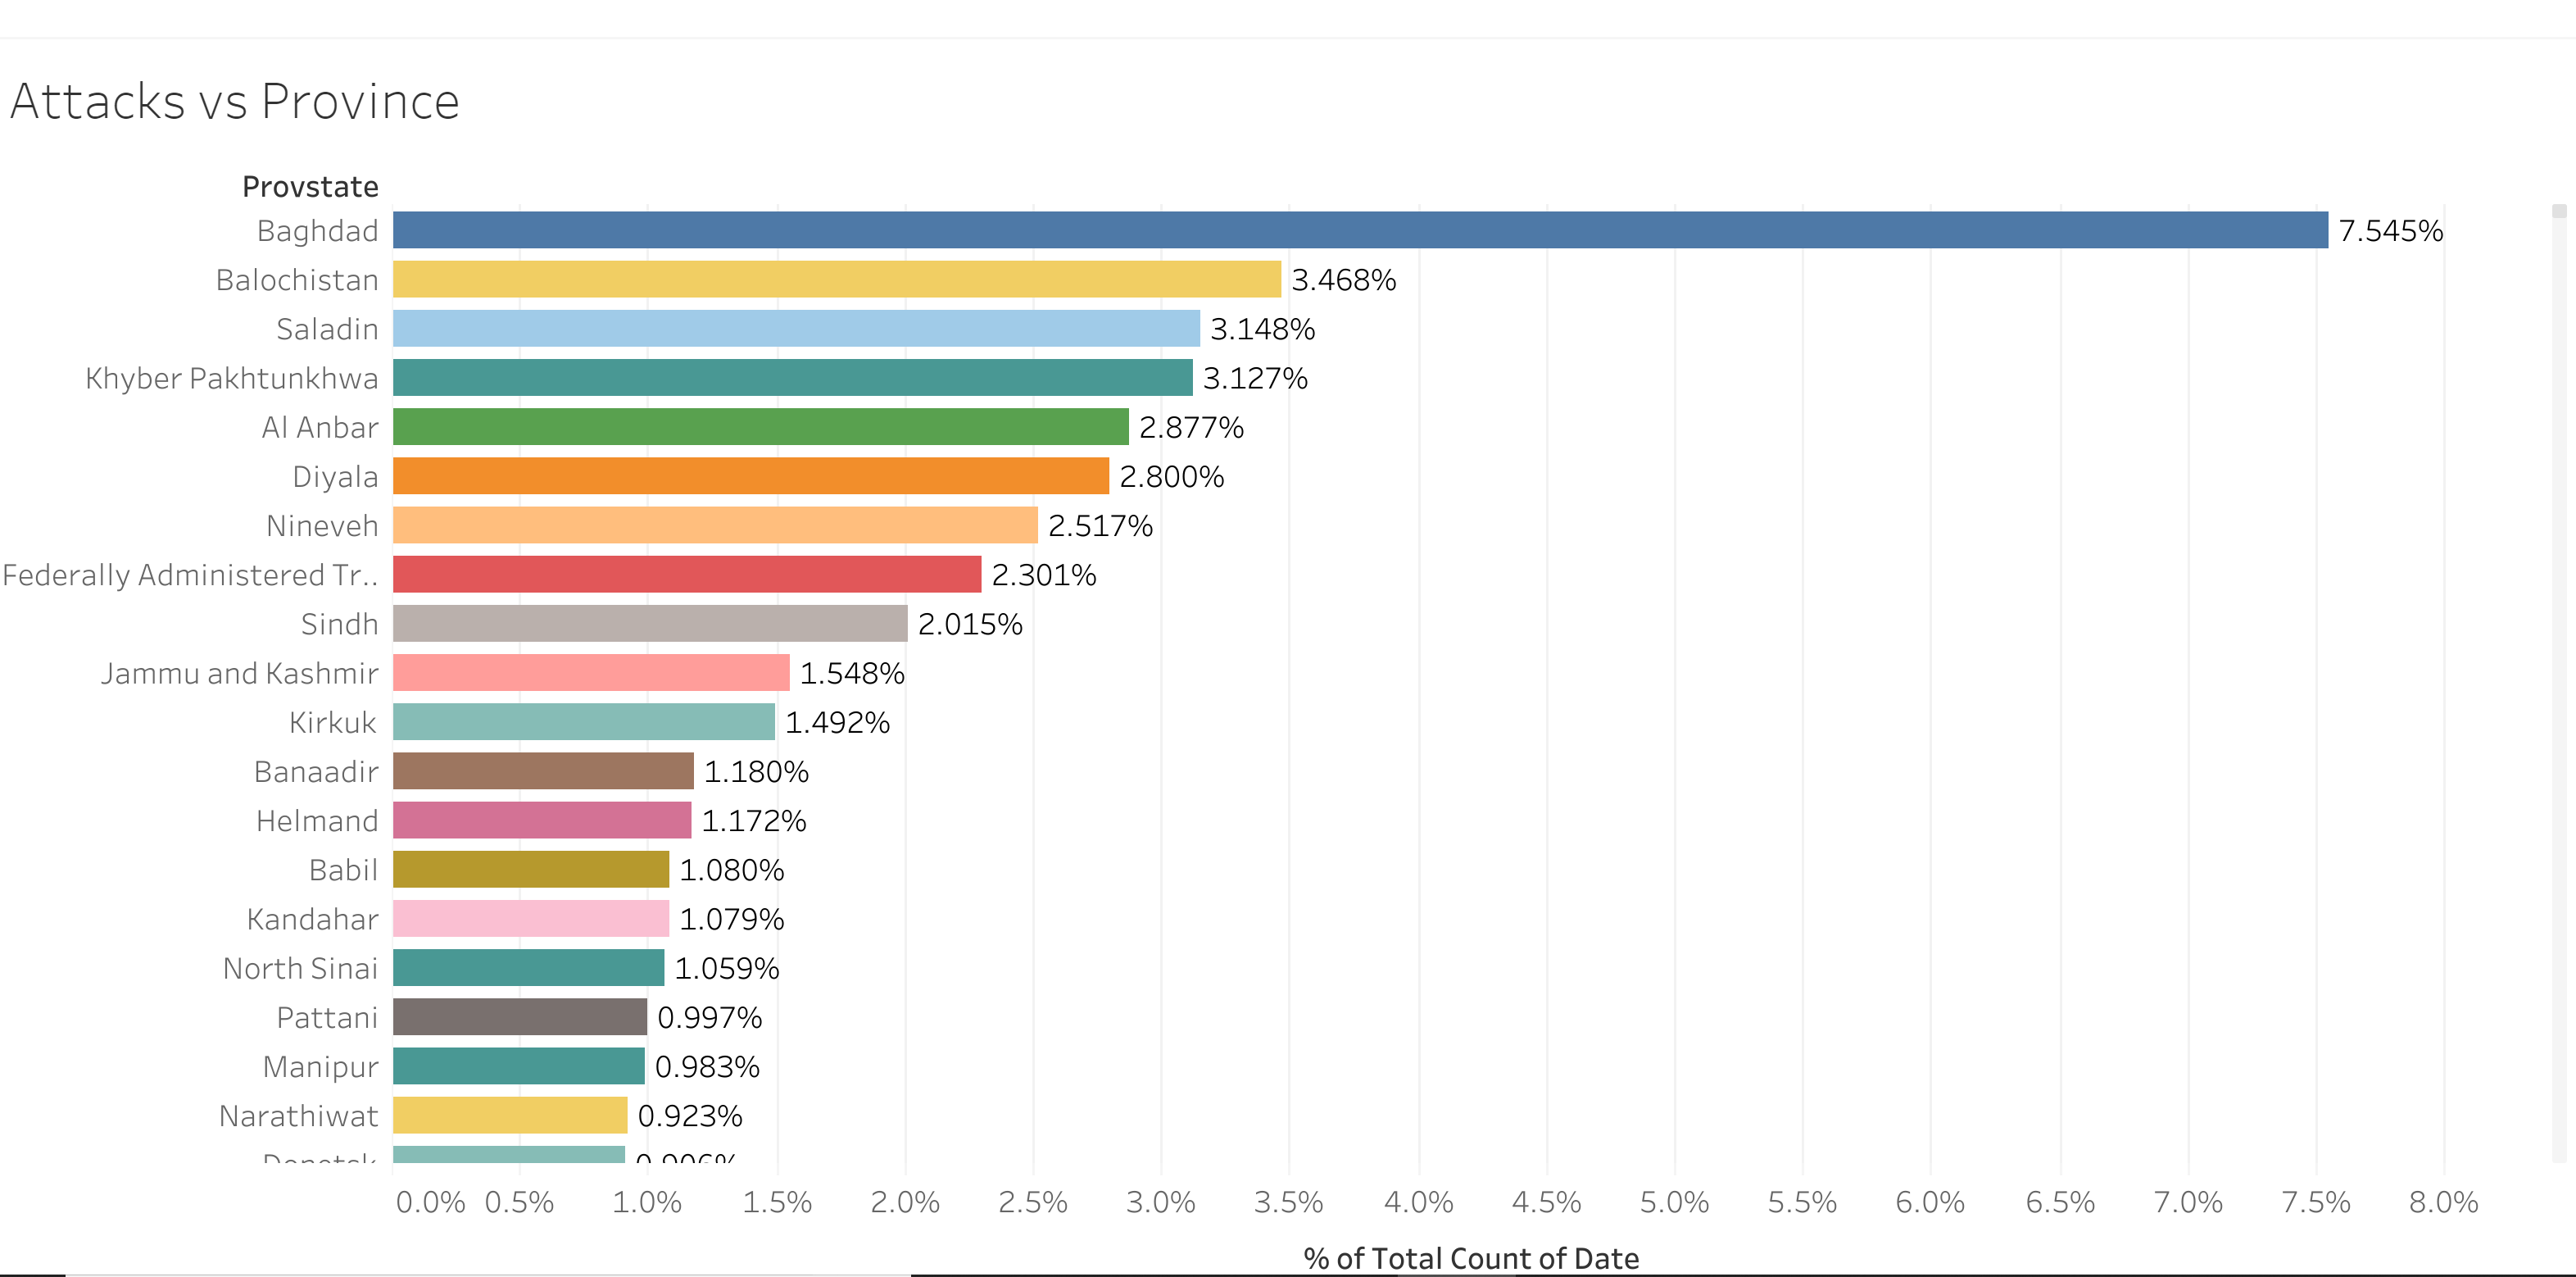 Attacks vs Province
Provstate
Baghdad 7.545%
Balochistan 3.468%
Saladin 3.148%
Khyber Pakhtunkhwa 3.127%
Al Anbar 2.877%
Diyala 2.800%
Nineveh 2.517%
Federally Administered Tr.. 2.301%
Sindh 2.015%
Jammu and Kashmir 1.548%
Kirkuk 1.492%
Banaadir 1.180%
Helmand 1.172%
Babil 1.080%
Kandahar 1.079%
North Sinai 1.059%
Pattani 0.997%
Manipur 0.983%
Narathiwat 0.923%
Donetsk 0.906%
0.0% 0.5% 1.0% 1.5% 2.0% 2.5% 3.0% 3.5% 4.0% 4.5% 5.0% 5.5% 6.0% 6.5% 7.0% 7.5% 8.0%
% of Total Count of Date